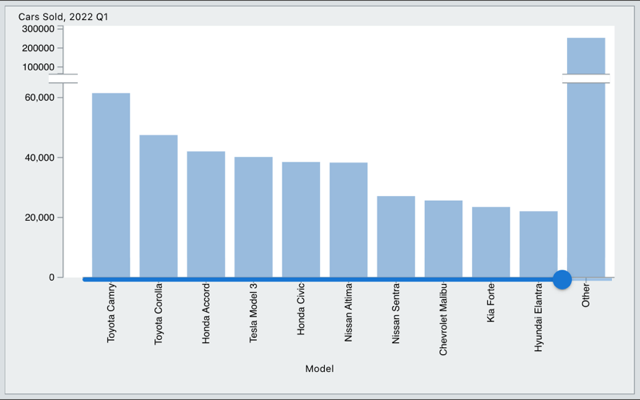 Cars Sold, 2022 Q1
300000
200000
100000
60,000
40,000
20,000
0
Toyota Camry
Toyota Corolla
Honda Accord
Tesla Model 3
Honda Civic
Nissan Altima
Nissan Sentra
Chevrolet Malibu
Kia Forte
Hyundai Elantra
Other
Model